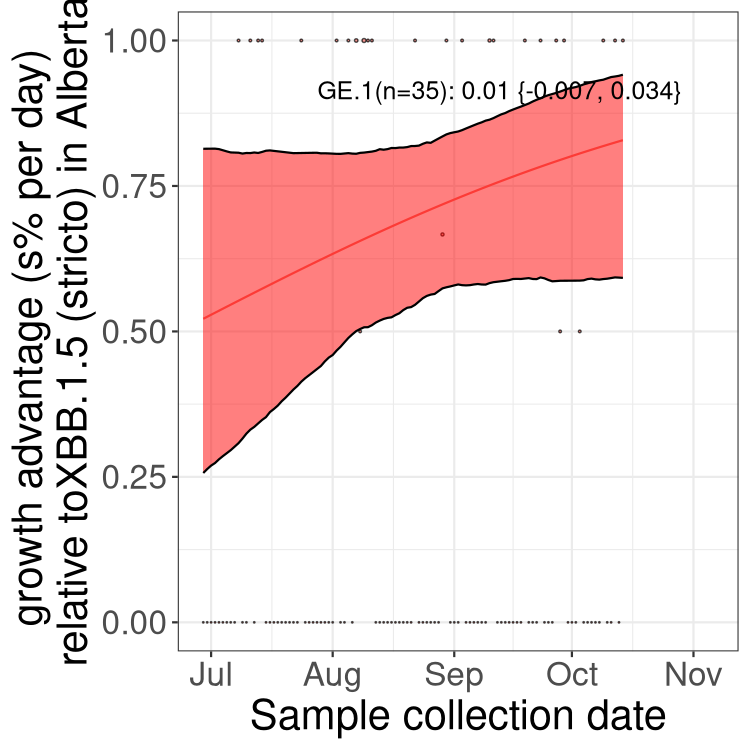 growth advantage (s% per day)
relative toXBB.1.5 (stricto) in Alberta
1.00
0.75
0.50
0.25
0.00
GE.1(n=35): 0.01 {-0.007, 0.034}
Jul Aug Sep Oct Nov
Sample collection date